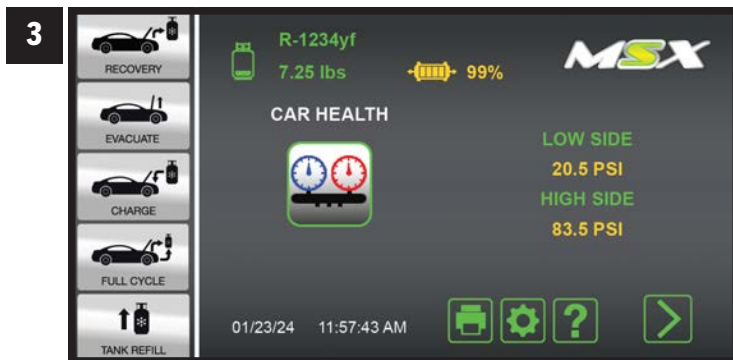 3
RECOVERY
EVACUATE
CHARGE
FULL CYCLE
TANK REFILL
R-1234yf
7.25 lbs
99%
MSX
CAR HEALTH
LOW SIDE
20.5 PSI
HIGH SIDE
83.5 PSI
01/23/24 11:57:43 AM
?